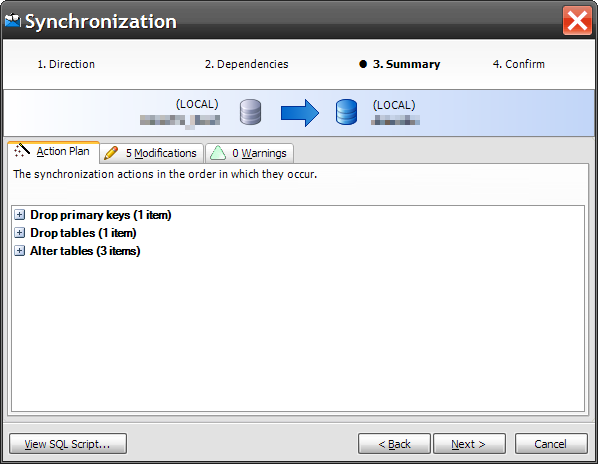 Synchronization
1. Direction
2. Dependencies
3. Summary
4. Confirm
(LOCAL)
(LOCAL)
Action Plan
5 Modifications
0 Warnings
The synchronization actions in the order in which they occur.
Drop primary keys (1 item)
Drop tables (1 item)
Alter tables (3 items)
View SQL Script...
< Back
Next >
Cancel